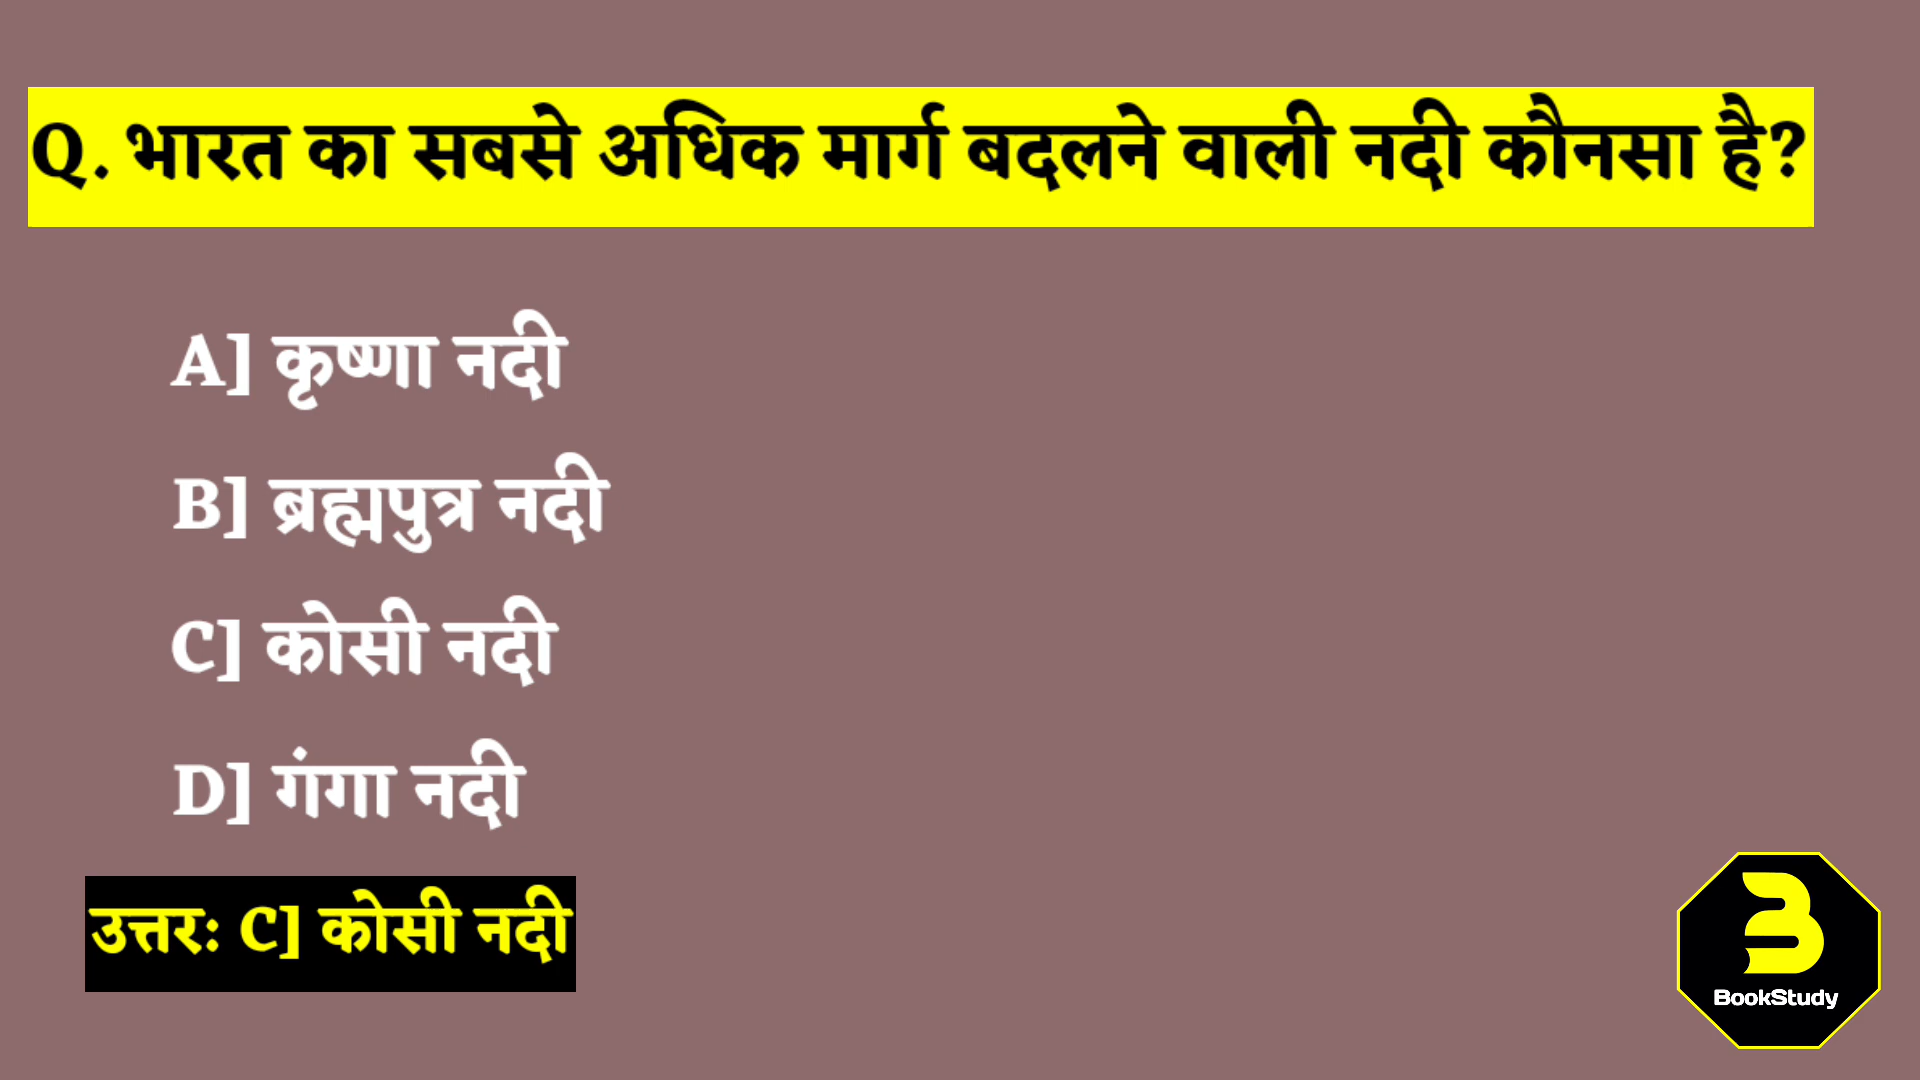 Q. भारत का सबसे अधिक मार्ग बदलने वाली नदी कौनसा है?
A] कृष्णा नदी
B] ब्रह्मपुत्र नदी
C] कोसी नदी
D] गंगा नदी
उत्तरः C] कोसी नदी
BookStudy